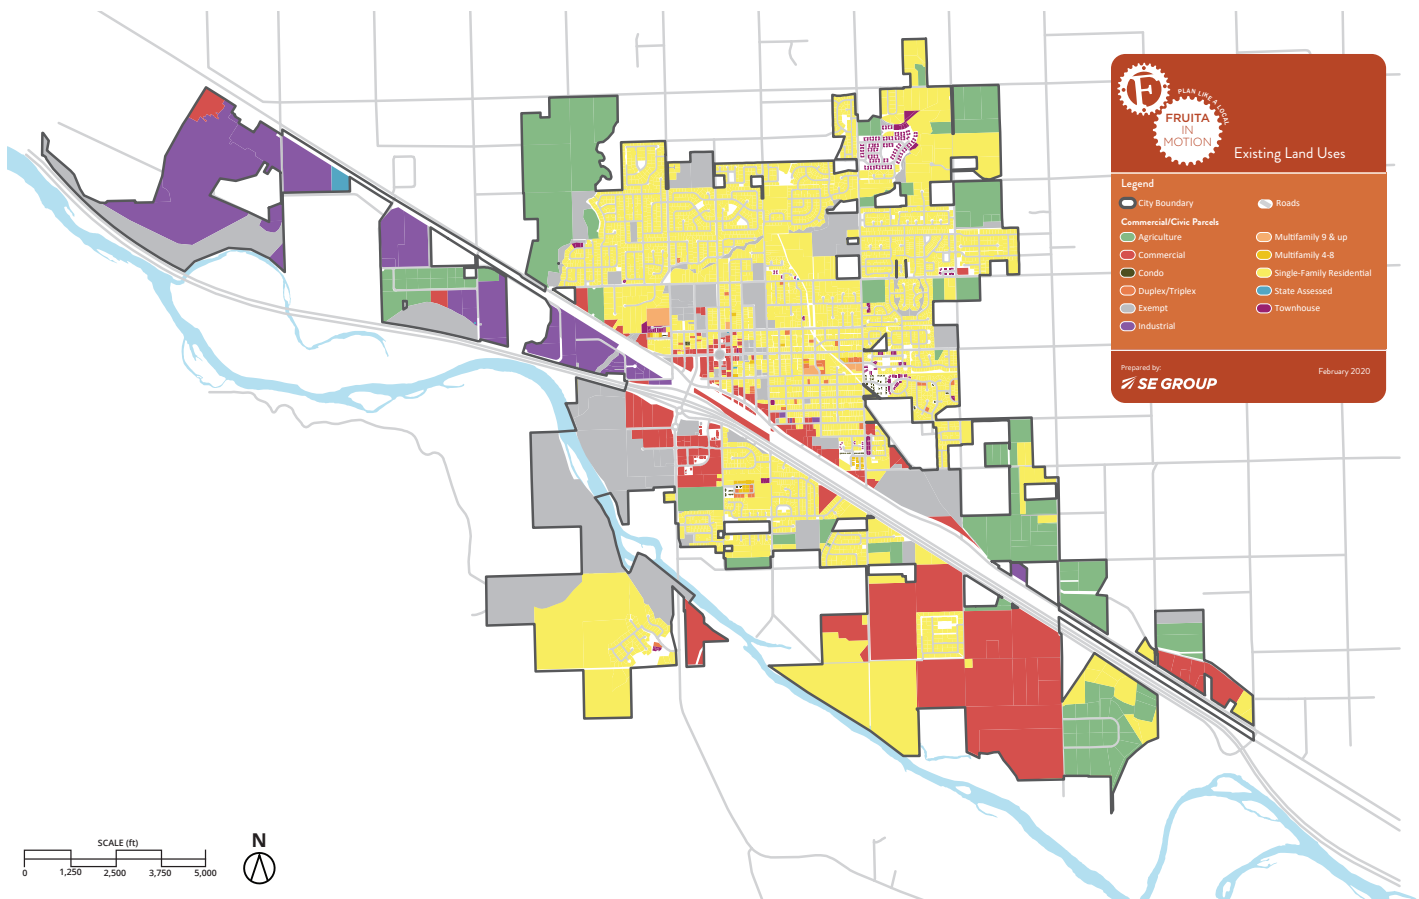 F
PLAN LIKE A LOCAL
FRUITA
IN
MOTION
Existing Land Uses
Legend
City Boundary
Roads
Commercial/Civic Parcels
Agriculture
Commercial
Condo
Duplex/Triplex
Exempt
Industrial
Multifamily 9 & up
Multifamily 4-8
Single-Family Residential
State Assessed
Townhouse
Prepared by:
SE GROUP
February 2020
SCALE (ft)
0 1,250 2,500 3,750 5,000
N